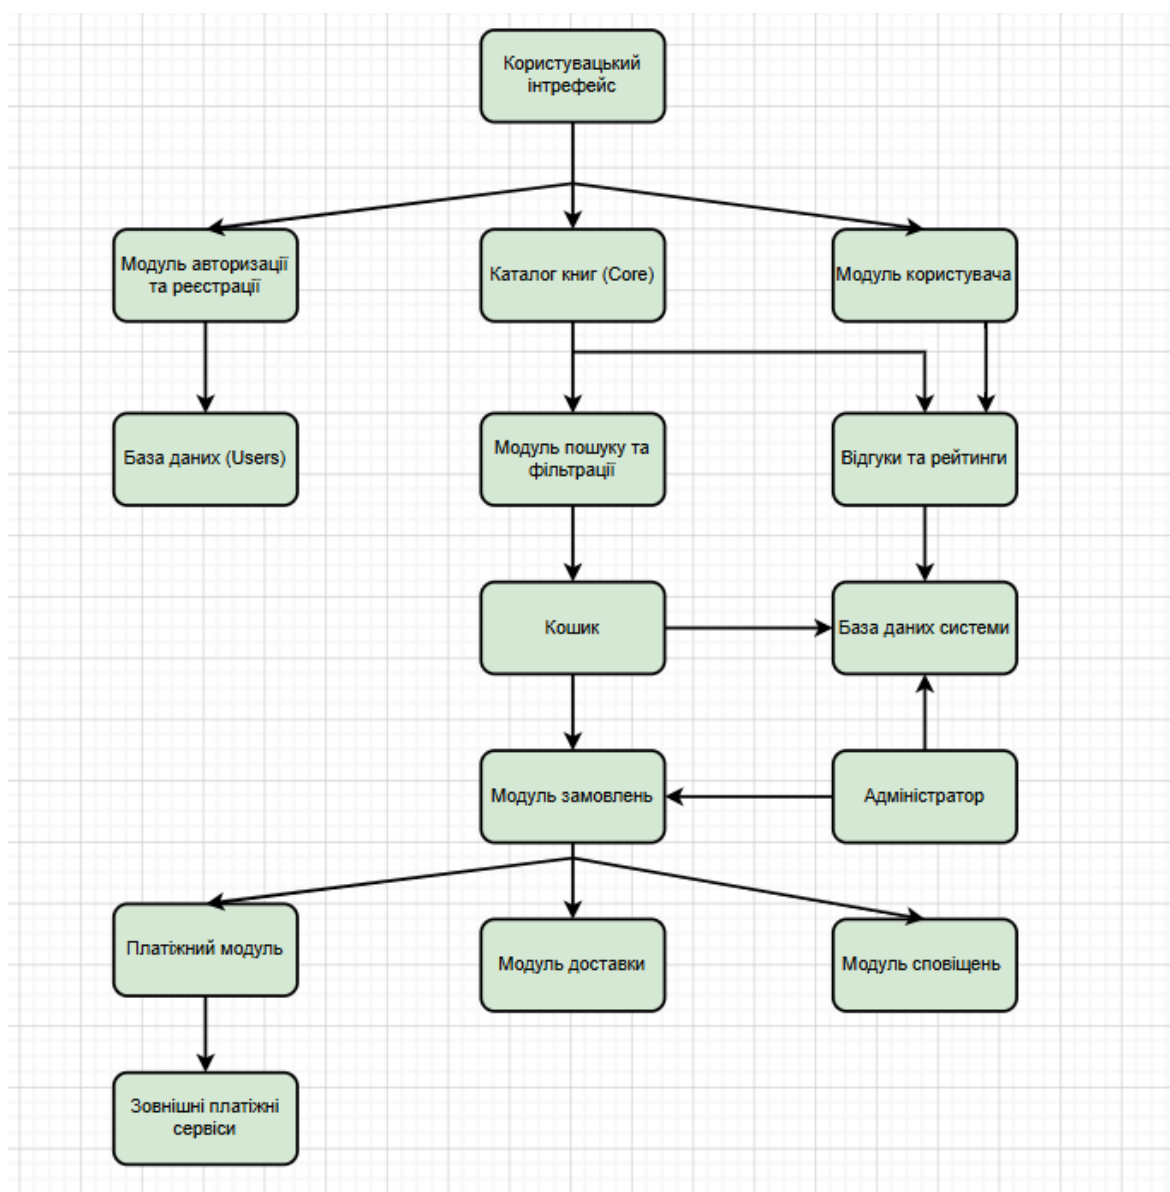 Користувацький
інтрефейс
Модуль авторизації
та реєстрації
Каталог книг (Core)
Модуль користувача
База даних (Users)
Модуль пошуку та
фільтрації
Відгуки та рейтинги
Кошик
База даних системи
Модуль замовлень
Адміністратор
Платіжний модуль
Модуль доставки
Модуль сповіщень
Зовнішні платіжні
сервіси